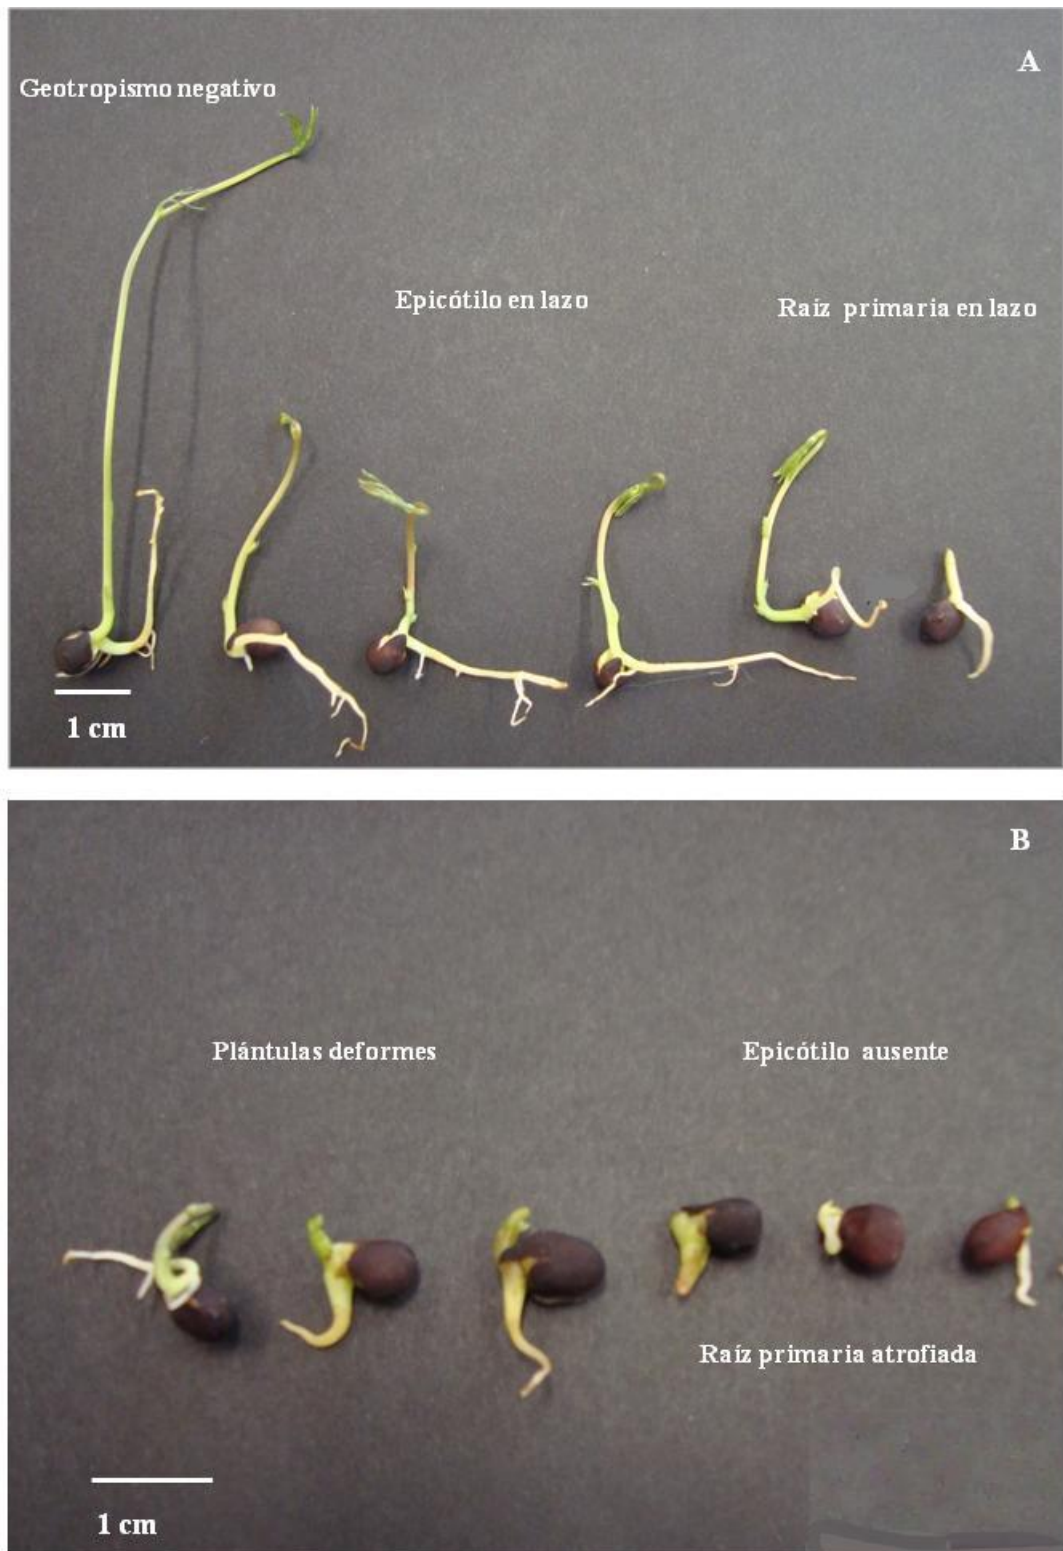 A
Geotropismo negativo
Epicótilo en lazo
Raíz primaria en lazo
1 cm
B
Plántulas deformes
Epicótilo ausente
Raíz primaria atrofiada
1 cm